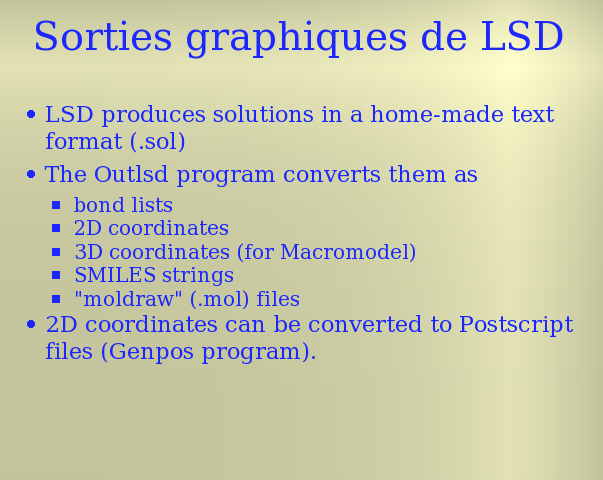 Sorties graphiques de LSD
• LSD produces solutions in a home-made text
format (.sol)
• The Outlsd program converts them as
▪ bond lists
▪ 2D coordinates
▪ 3D coordinates (for Macromodel)
▪ SMILES strings
▪ "moldraw" (.mol) files
• 2D coordinates can be converted to Postscript
files (Genpos program).